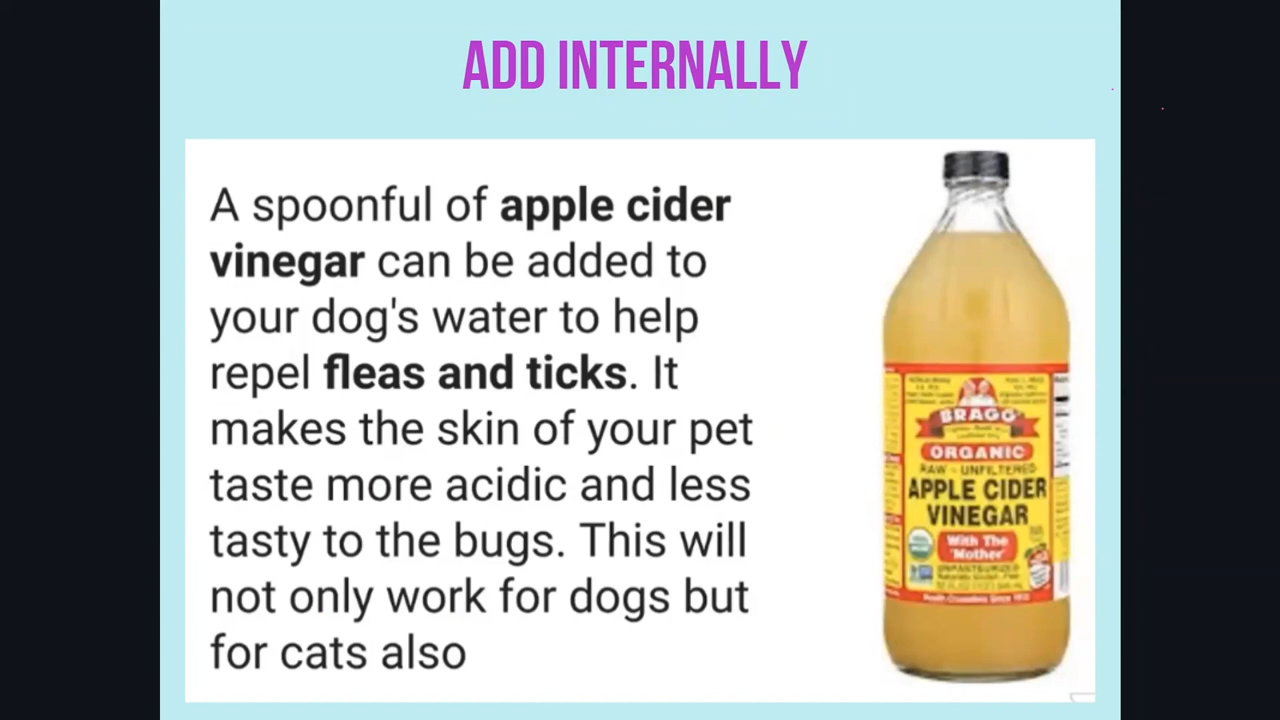 ADD INTERNALLY
A spoonful of apple cider
vinegar can be added to
your dog's water to help
repel fleas and ticks. It
makes the skin of your pet
taste more acidic and less
tasty to the bugs. This will
not only work for dogs but
for cats also
BRAGG
ORGANIC
RAW - UNFILTERED
APPLE CIDER
VINEGAR
With The
'Mother'